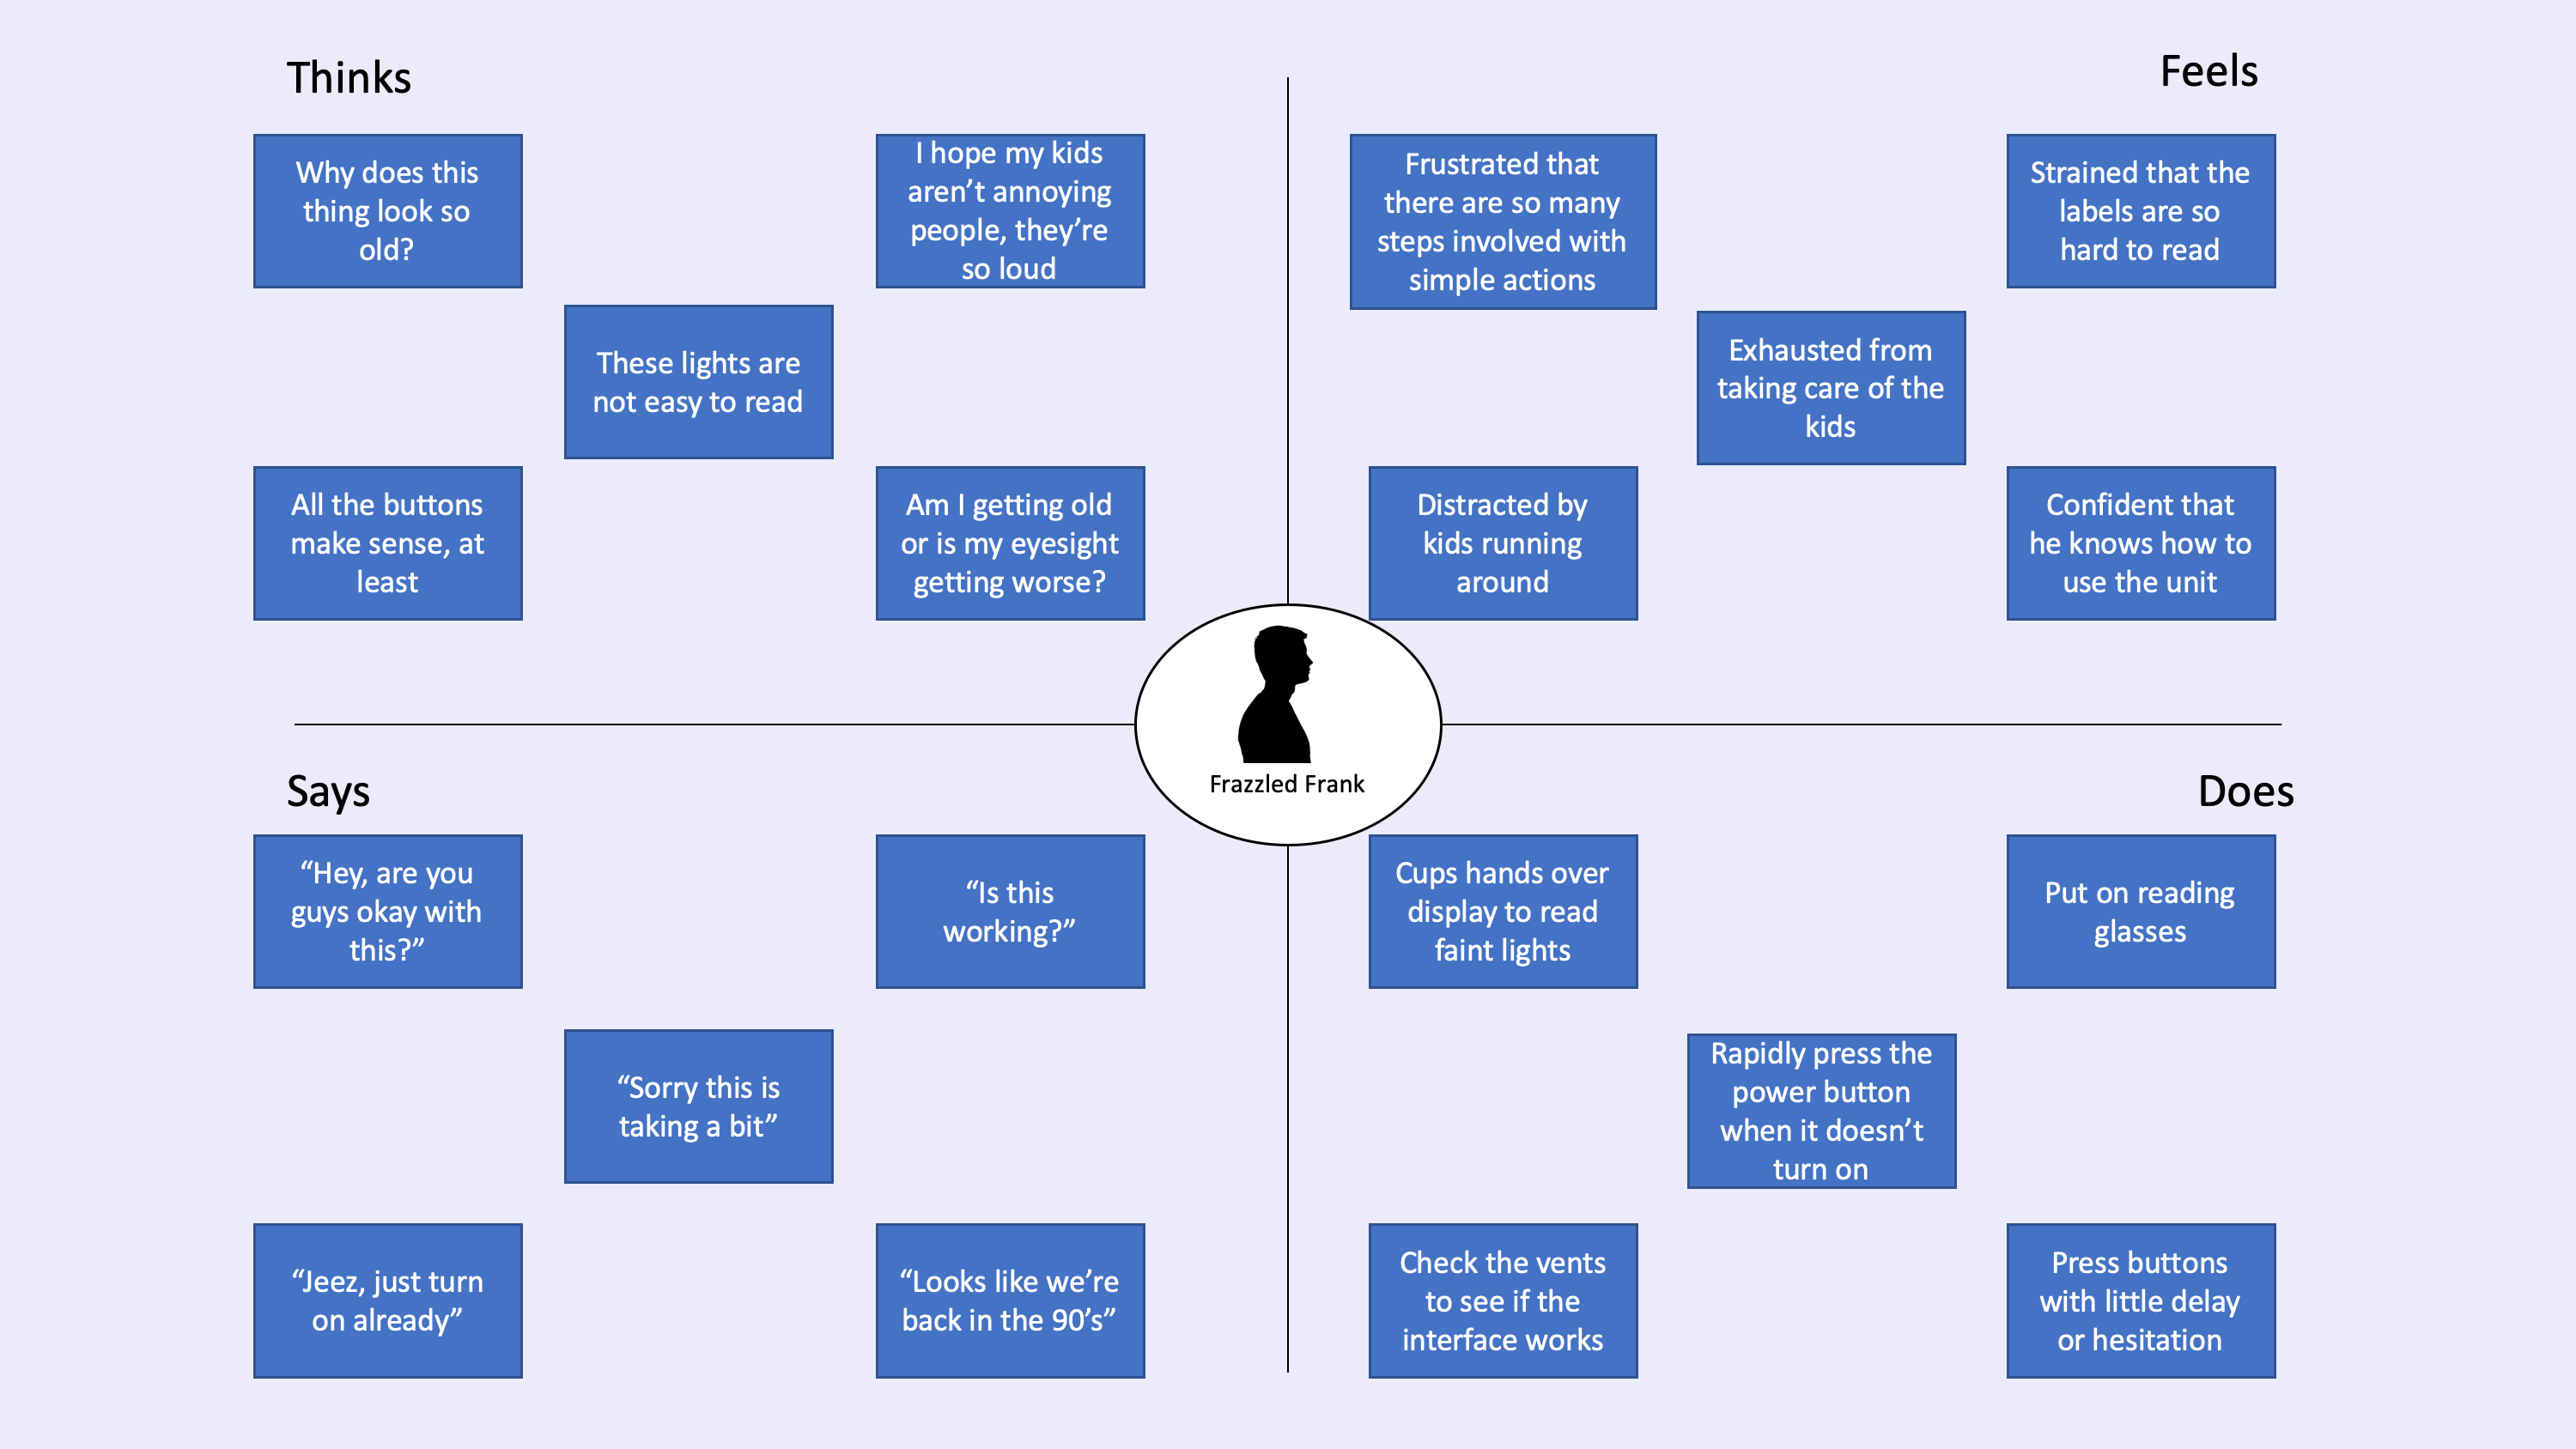 Thinks
Why does this
thing look so
old?
I hope my kids
aren’t annoying
people, they’re
so loud
These lights are
not easy to read
All the buttons
make sense, at
least
Am I getting old
or is my eyesight
getting worse?
Feels
Frustrated that
there are so many
steps involved with
simple actions
Strained that the
labels are so
hard to read
Exhausted from
taking care of the
kids
Distracted by
kids running
around
Confident that
he knows how to
use the unit
Frazzled Frank
Says
“Hey, are you
guys okay with
this?”
“Is this
working?”
“Sorry this is
taking a bit”
“Jeez, just turn
on already”
“Looks like we’re
back in the 90’s”
Does
Cups hands over
display to read
faint lights
Put on reading
glasses
Rapidly press the
power button
when it doesn’t
turn on
Check the vents
to see if the
interface works
Press buttons
with little delay
or hesitation